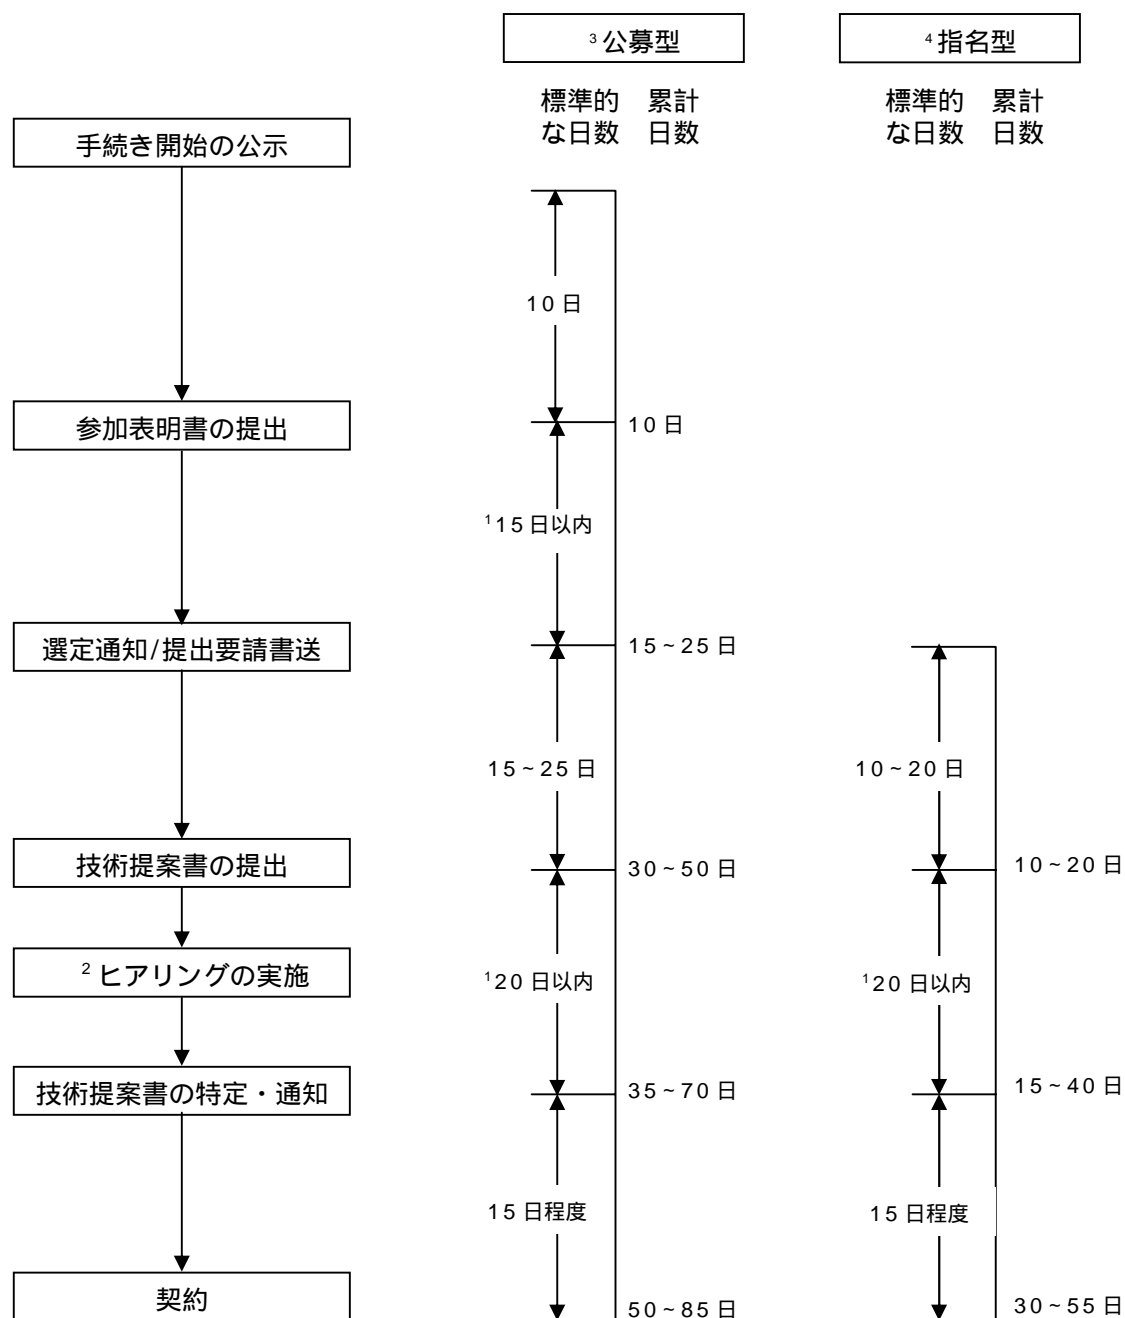 ³公募型
⁴指名型
標準的 累計
な日数 日数
標準的 累計
な日数 日数
手続き開始の公示
10日
参加表明書の提出
10日
¹15日以内
選定通知/提出要請書送
15~25日
15~25日
10~20日
技術提案書の提出
30~50日
10~20日
²ヒアリングの実施
¹20日以内
¹20日以内
技術提案書の特定・通知
35~70日
15~40日
15日程度
15日程度
契約
50~85日
30~55日